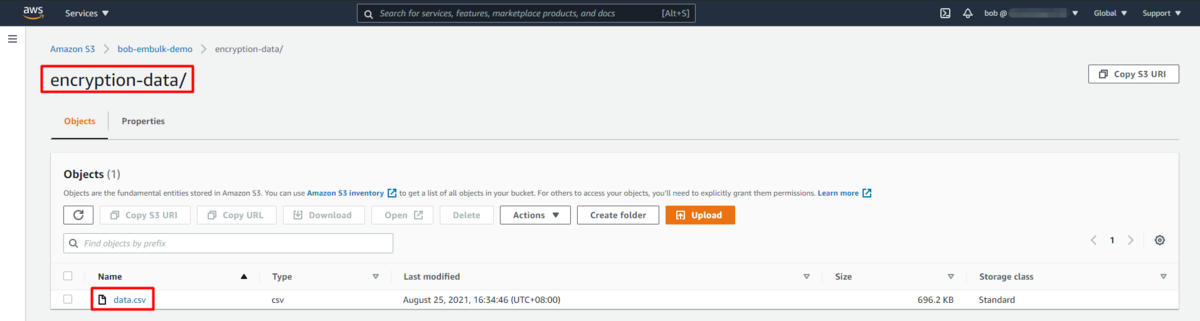 aws Services ▼ Search for services, features, marketplace products, and docs [Alt+S] bob @ ▼ Global ▼ Support ▼
Amazon S3 > bob-embulk-demo > encryption-data/
encryption-data/ Copy S3 URI
Objects Properties
Objects (1)
Objects are the fundamental entities stored in Amazon S3. You can use Amazon S3 inventory to get a list of all objects in your bucket. For others to access your objects, you'll need to explicitly grant them permissions. Learn more
Copy S3 URI Copy URL Download Open Delete Actions ▼ Create folder Upload
Find objects by prefix < 1 >
Name ▲ Type ▽ Last modified ▽ Size ▽ Storage class ▽
data.csv csv August 25, 2021, 16:34:46 (UTC+08:00) 696.2 KB Standard